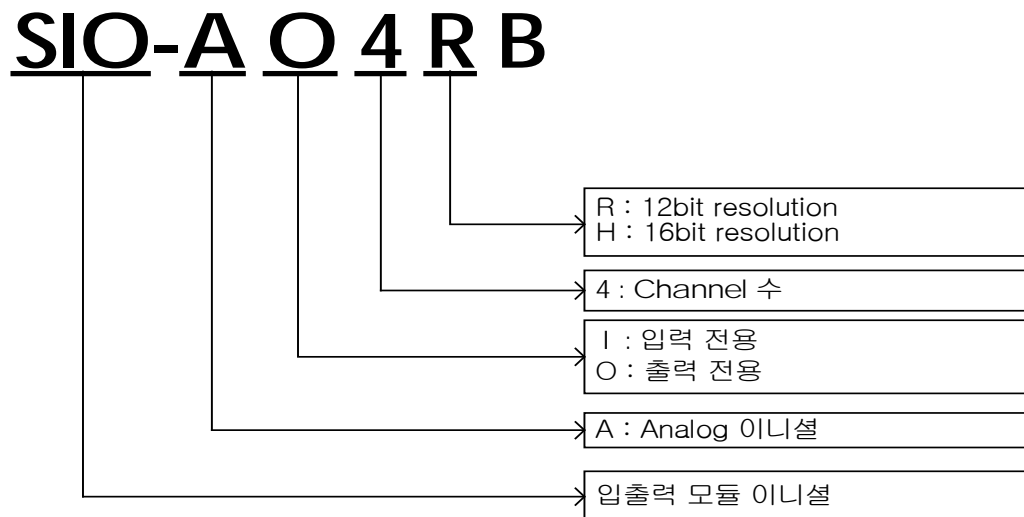 SIO-A O 4 R B
R : 12bit resolution
H : 16bit resolution
4 : Channel 수
I : 입력 전용
O : 출력 전용
A : Analog 이니셜
입출력 모듈 이니셜